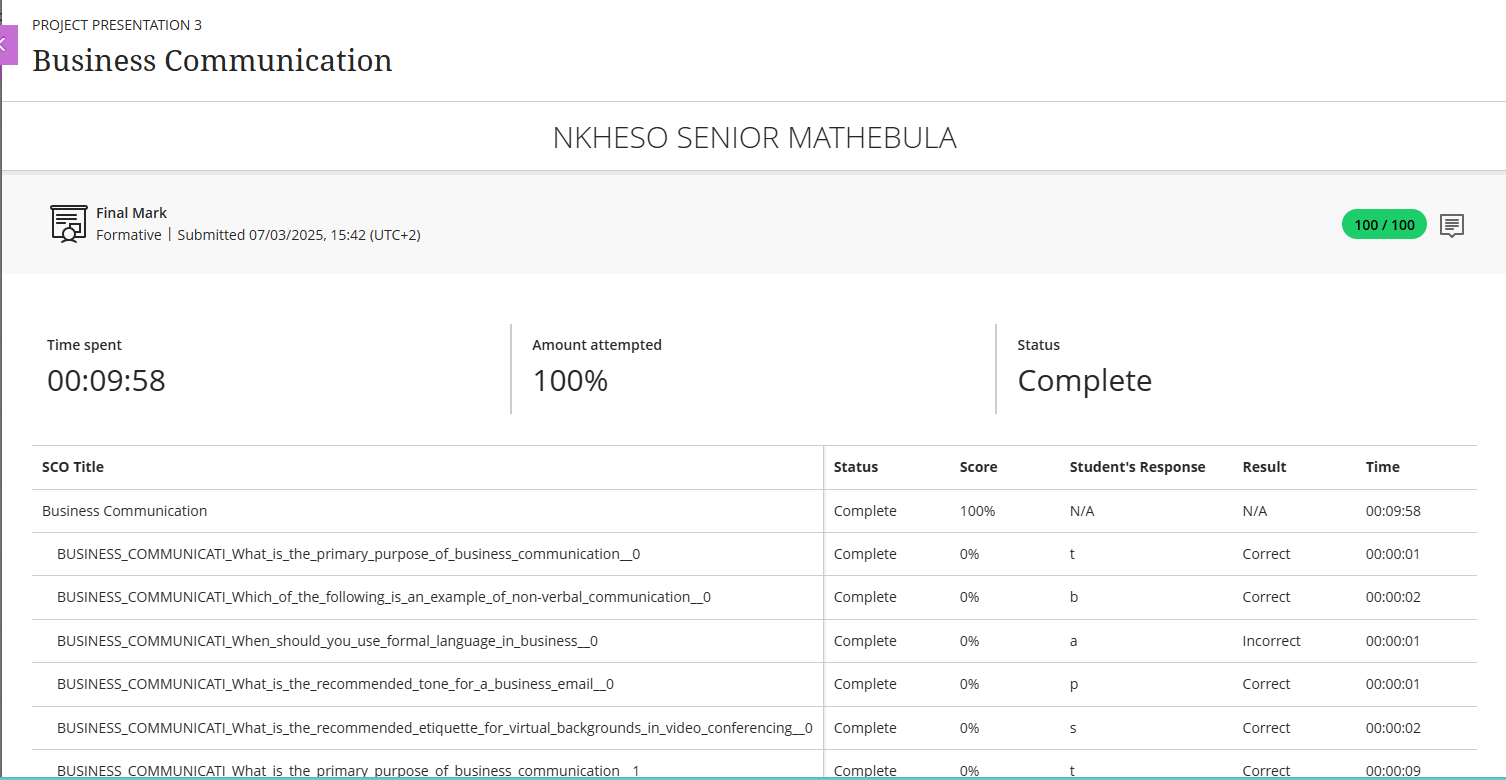 PROJECT PRESENTATION 3
Business Communication
NKHESO SENIOR MATHEBULA
Final Mark
Formative | Submitted 07/03/2025, 15:42 (UTC+2)
100 / 100
Time spent
00:09:58
Amount attempted
100%
Status
Complete
SCO Title Status Score Student's Response Result Time
Business Communication Complete 100% N/A N/A 00:09:58
BUSINESS_COMMUNICATI_What_is_the_primary_purpose_of_business_communication__0 Complete 0% t Correct 00:00:01
BUSINESS_COMMUNICATI_Which_of_the_following_is_an_example_of_non-verbal_communication__0 Complete 0% b Correct 00:00:02
BUSINESS_COMMUNICATI_When_should_you_use_formal_language_in_business__0 Complete 0% a Incorrect 00:00:01
BUSINESS_COMMUNICATI_What_is_the_recommended_tone_for_a_business_email__0 Complete 0% p Correct 00:00:01
BUSINESS_COMMUNICATI_What_is_the_recommended_etiquette_for_virtual_backgrounds_in_video_conferencing__0 Complete 0% s Correct 00:00:02
BUSINESS_COMMUNICATI_What_is_the_primary_purpose_of_business_communication__1 Complete 0% t Correct 00:00:09